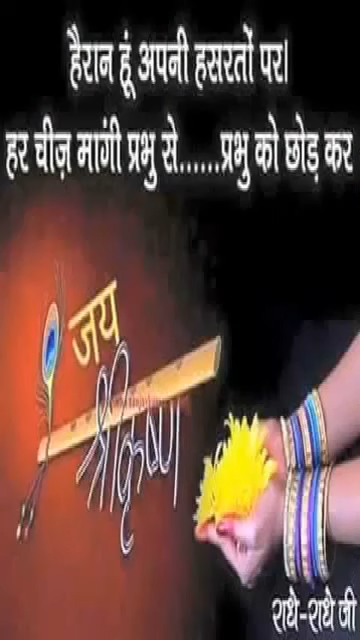 हैरान हूं अपनी हसरतों पर।
हर चीज़ मांगी प्रभु से......प्रभु को छोड़ कर
जय
श्रीकृष्ण
राधे-राधे जी